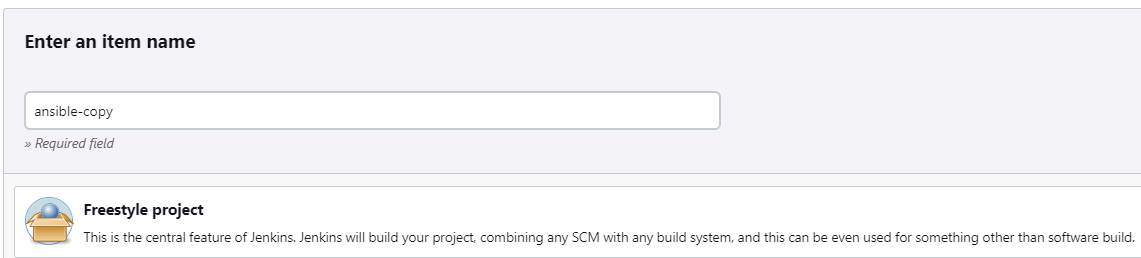 Enter an item name
ansible-copy
» Required field
Freestyle project
This is the central feature of Jenkins. Jenkins will build your project, combining any SCM with any build system, and this can be even used for something other than software build.